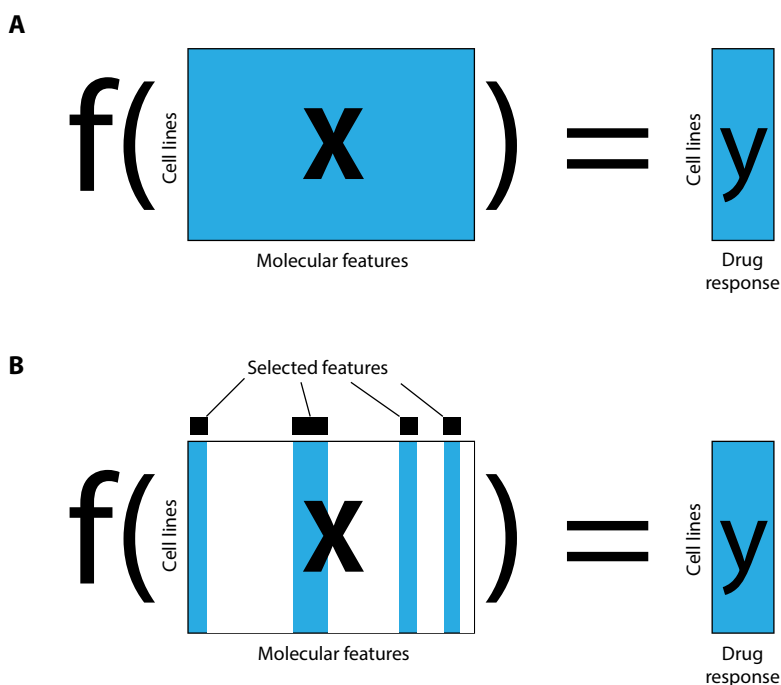 A
f( X ) = y
Cell lines
Cell lines
Molecular features
Drug
response
B
Selected features
f( X ) = y
Cell lines
Cell lines
Molecular features
Drug
response